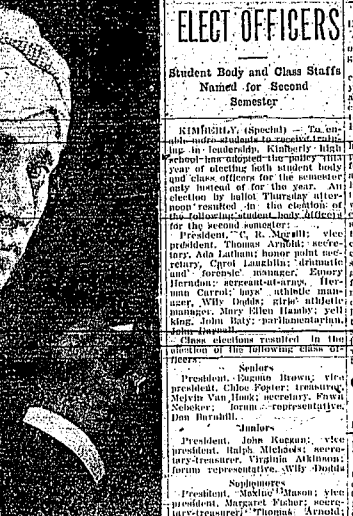 ELECT OFFICERS
Student Body and Class Staffs
Named for Second
Semester
KIMBERLY, (Special) — To en-
able more students to receive train-
ing in leadership, Kimberly high
school has adopted the policy this
year of electing both student body
and class officers for the semester
only instead of for the year. An
election by ballot Thursday after-
noon resulted in the election of
the following student body officers
for the second semester:
President, C. R. Magill; vice
president, Thomas Arnold; secre-
tary, Ada Latham; honor point sec-
retary, Carol Laughlin; dramatic
and forensic manager, Emory
Herndon; sergeant-at-arms, Her-
man Carrol; boys' athletic man-
ager, Wily Dodds; girls' athletic
manager, Mary Ellen Hamby; yell
king, John Baty; parliamentarian,
John
Class elections resulted in the
election of the following class of-
ficers:
Seniors
President, Eugene Brown; vice
president, Chloe Foster; treasurer,
Melvin Van Hook; secretary, Fawn
Nebeker; forum representative,
Don Barnhill.
Juniors
President, John; vice
president, Ralph Michaels; secre-
tary-treasurer, Virginia Atkinson;
forum representative, Wily Dodds
Sophomores
President, Maxine Mason; vice
president, Margaret Fisher; secre-
tary-treasurer, Thomas Arnold;